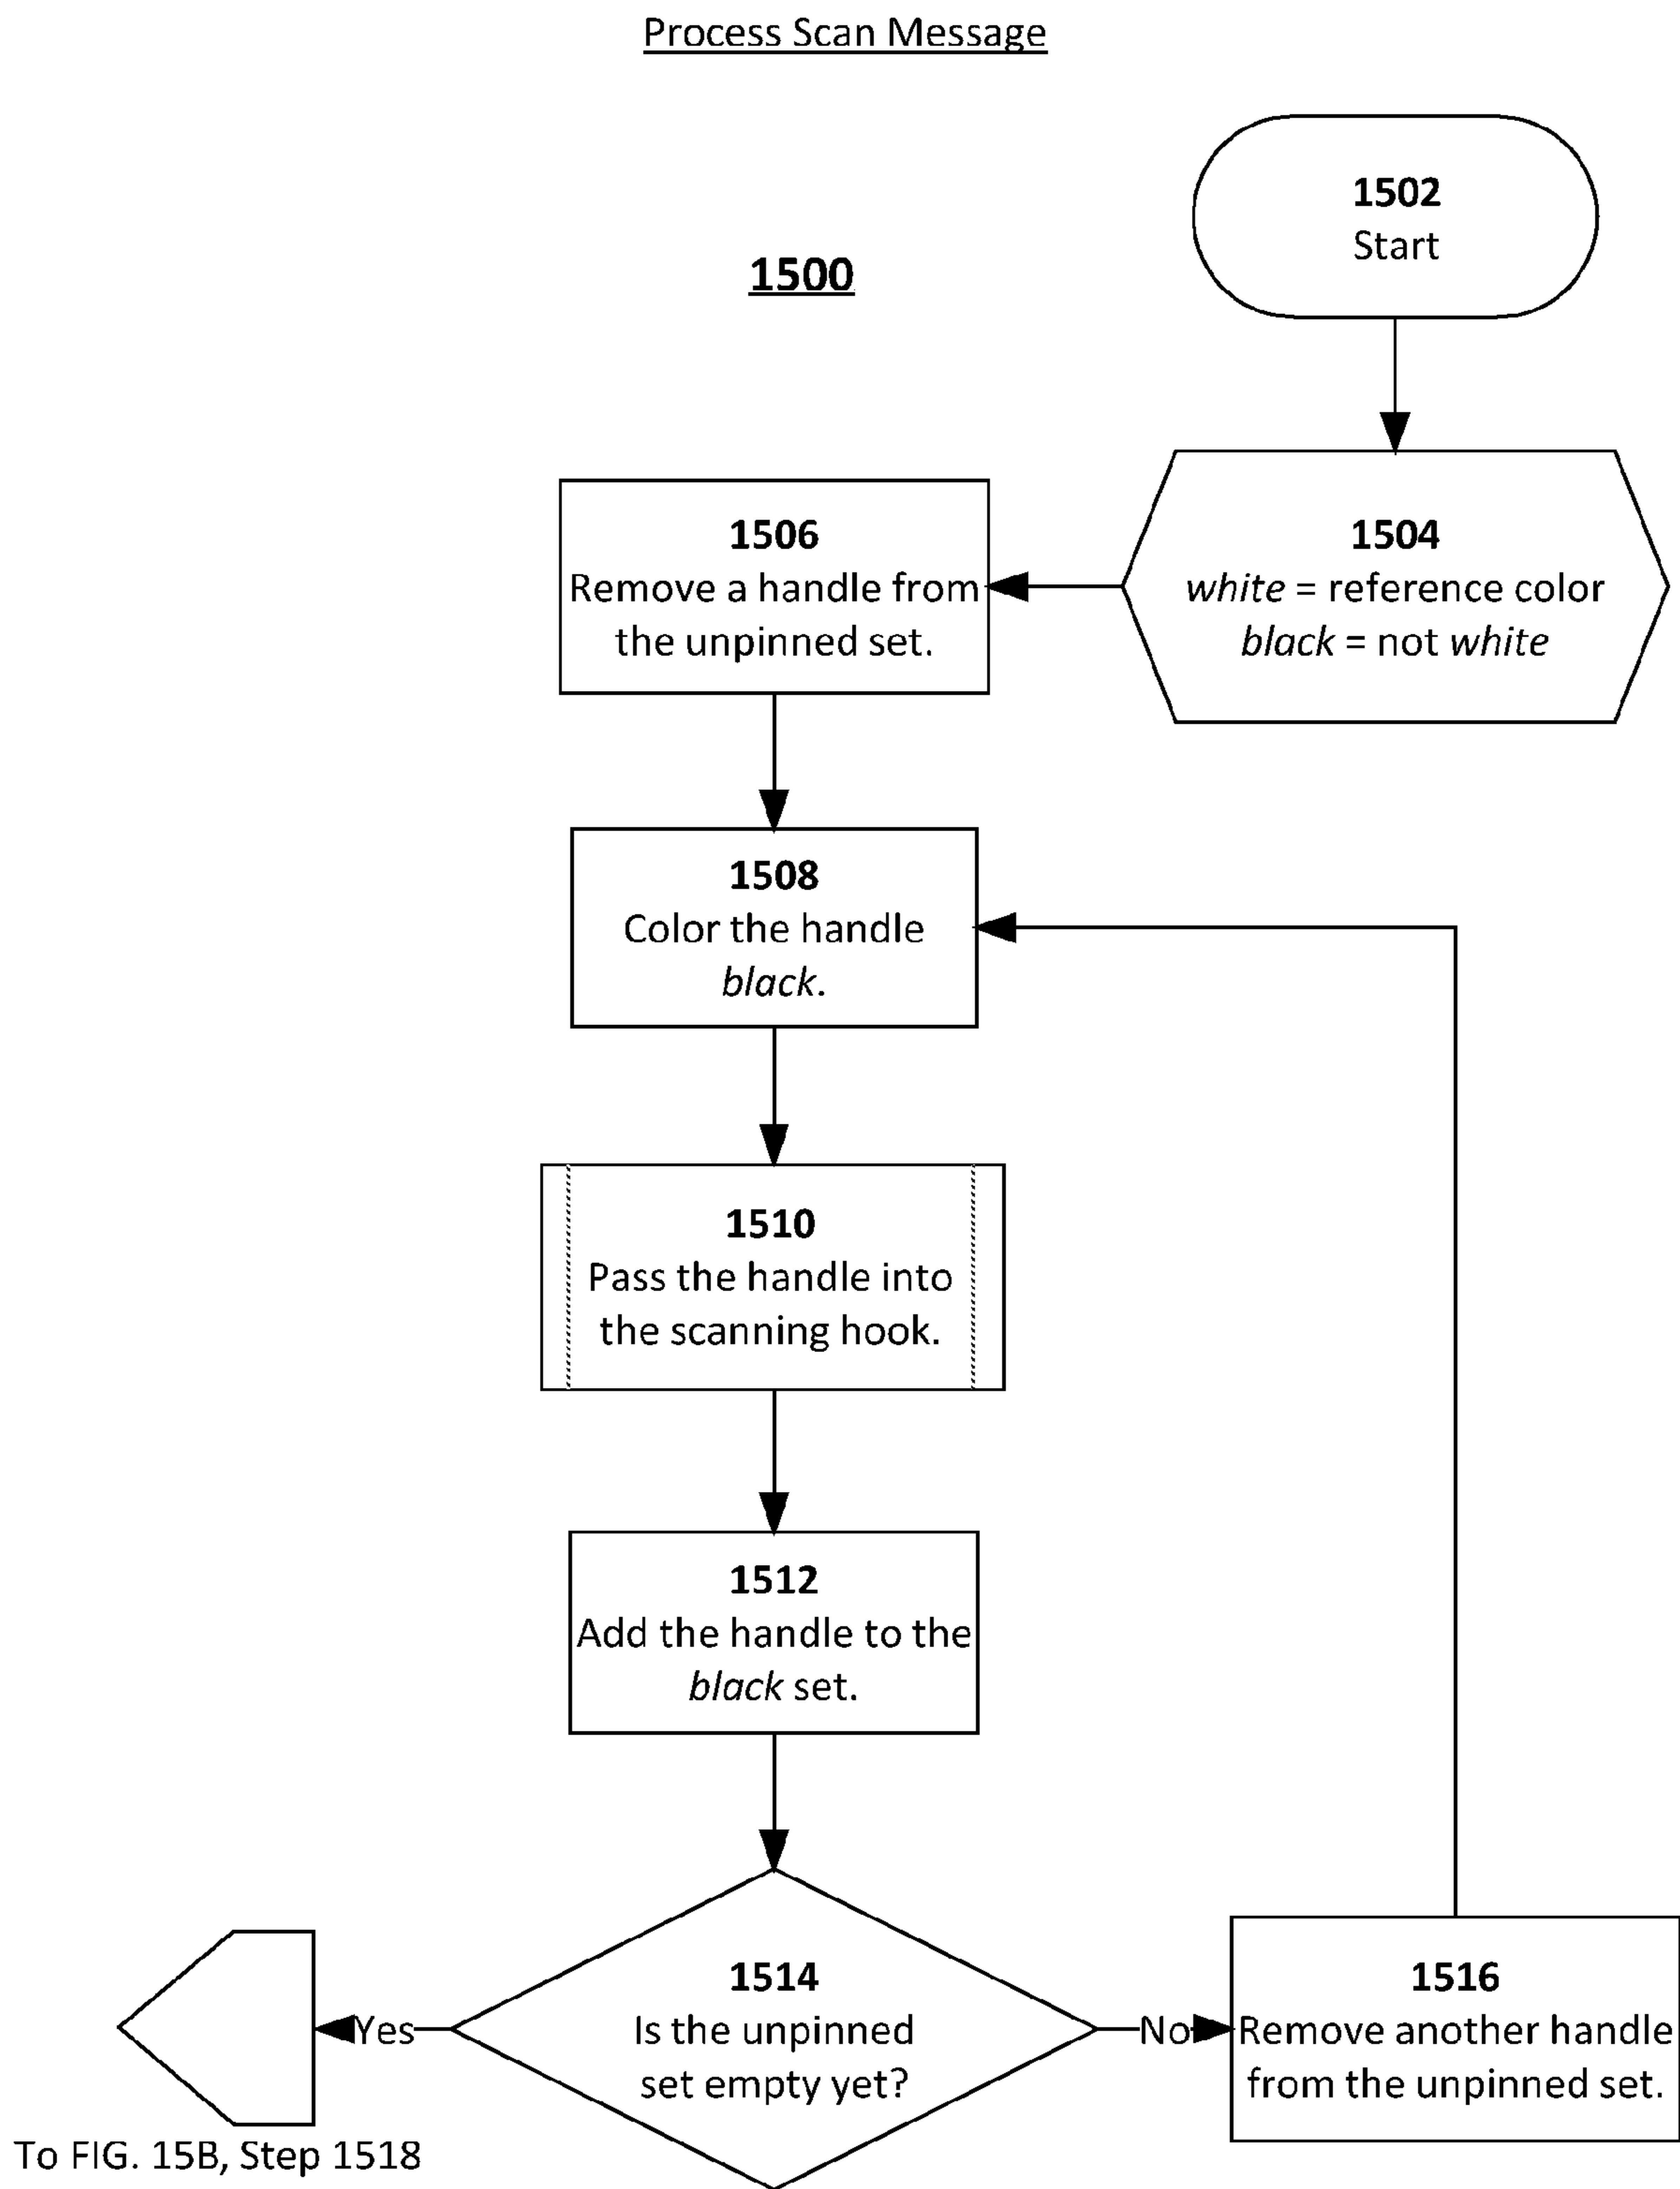 Process Scan Message
1502
Start
1500
1504
white = reference color
black = not white
1506
Remove a handle from
the unpinned set.
1508
Color the handle
black.
1510
Pass the handle into
the scanning hook.
1512
Add the handle to the
black set.
1514
Is the unpinned
set empty yet?
Yes
No
1516
Remove another handle
from the unpinned set.
To FIG. 15B, Step 1518